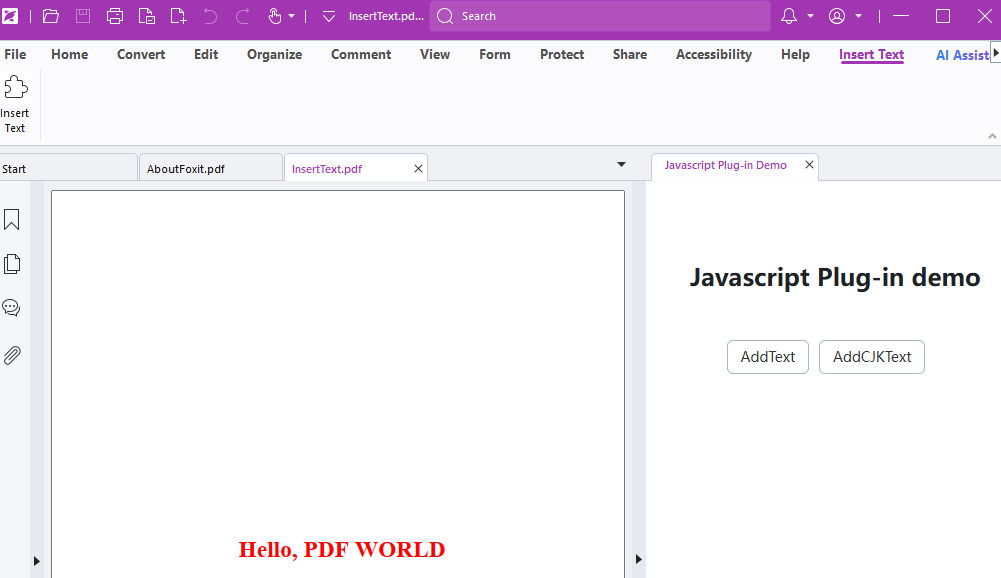 InsertText.pd...
Search
File Home Convert Edit Organize Comment View Form Protect Share Accessibility Help Insert Text AI Assist
Insert
Text
Start
AboutFoxit.pdf
InsertText.pdf
Javascript Plug-in Demo
Javascript Plug-in demo
AddText
AddCJKText
Hello, PDF WORLD